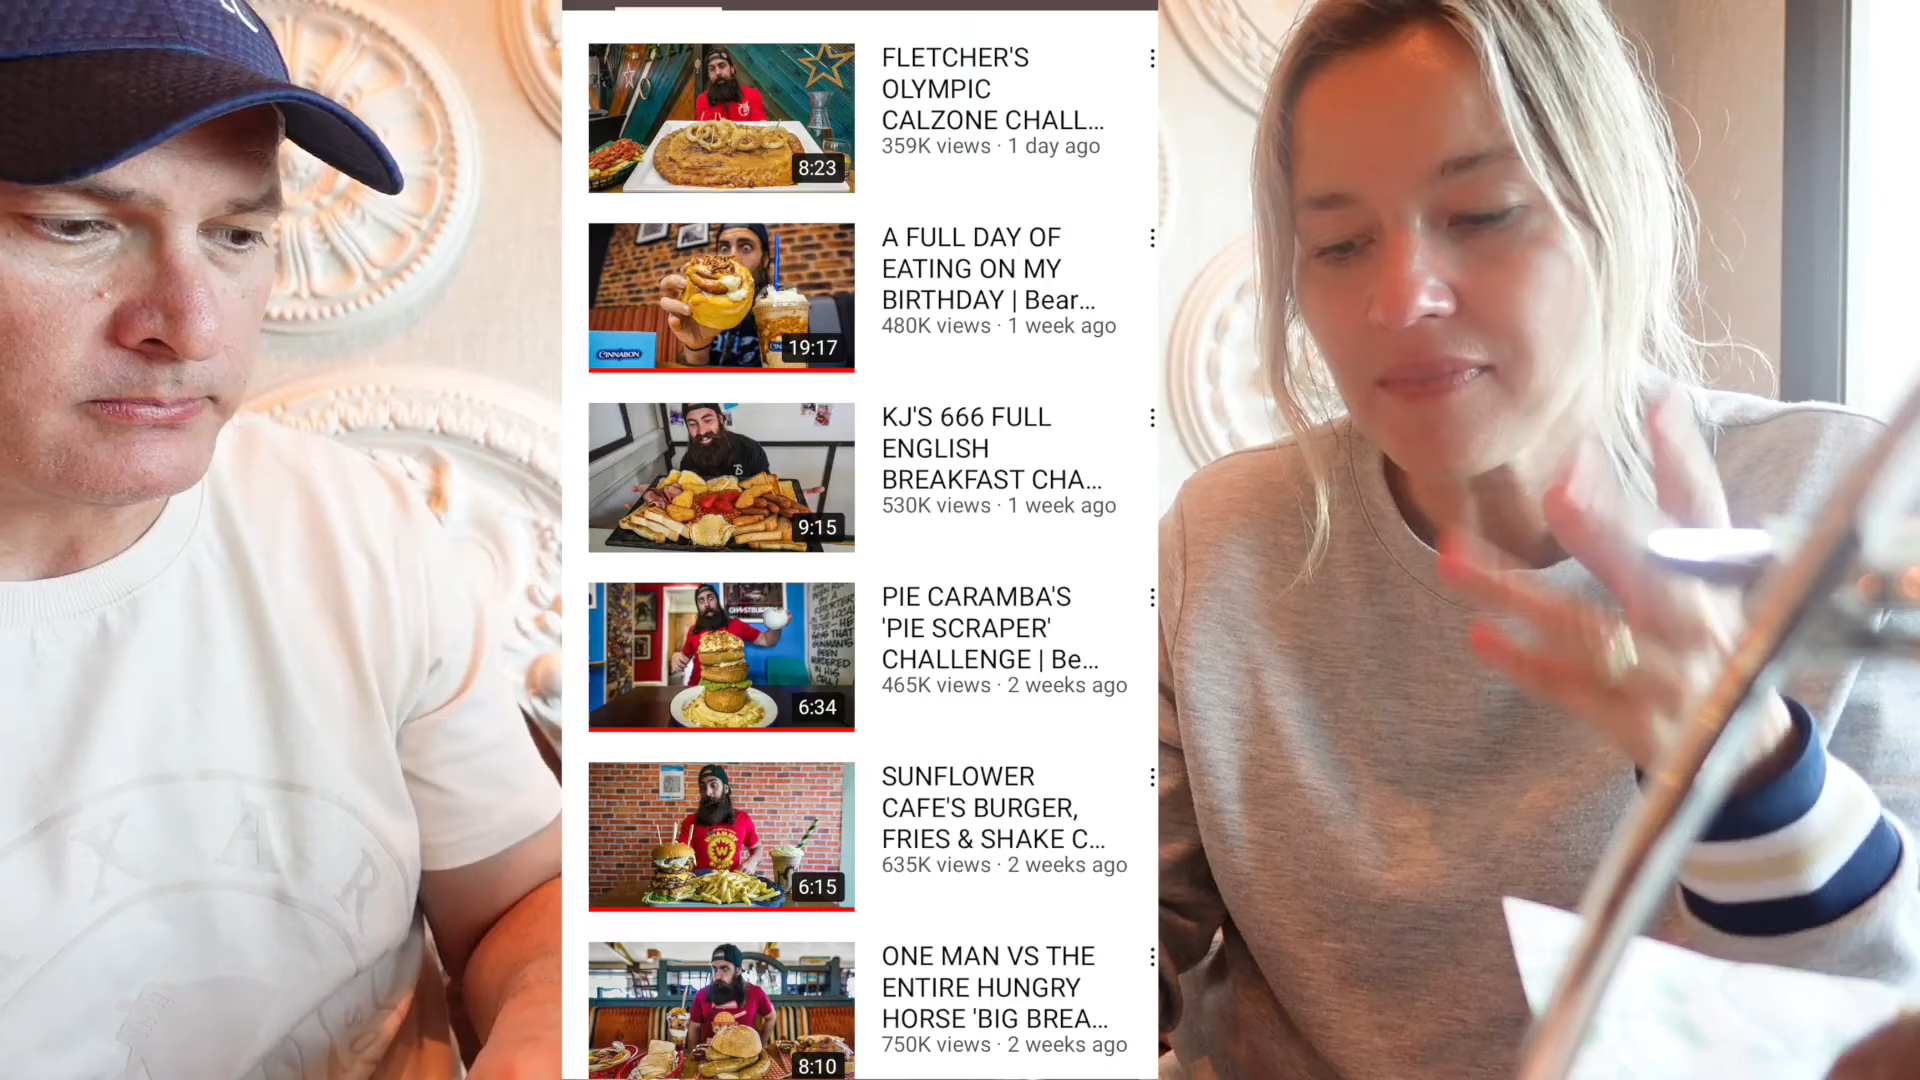 FLETCHER'S
OLYMPIC
CALZONE CHALL...
359K views · 1 day ago
8:23
A FULL DAY OF
EATING ON MY
BIRTHDAY | Bear...
480K views · 1 week ago
CINNABON
19:17
KJ'S 666 FULL
ENGLISH
BREAKFAST CHA...
530K views · 1 week ago
9:15
PIE CARAMBA'S
'PIE SCRAPER'
CHALLENGE | Be...
465K views · 2 weeks ago
6:34
SUNFLOWER
CAFE'S BURGER,
FRIES & SHAKE C...
635K views · 2 weeks ago
6:15
ONE MAN VS THE
ENTIRE HUNGRY
HORSE 'BIG BREA...
750K views · 2 weeks ago
8:10